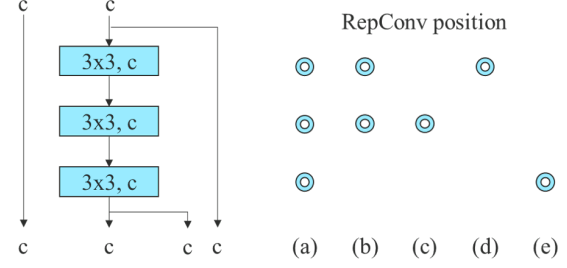 c c
RepConv position
3x3, c
3x3, c
3x3, c
c c c c
(a) (b) (c) (d) (e)